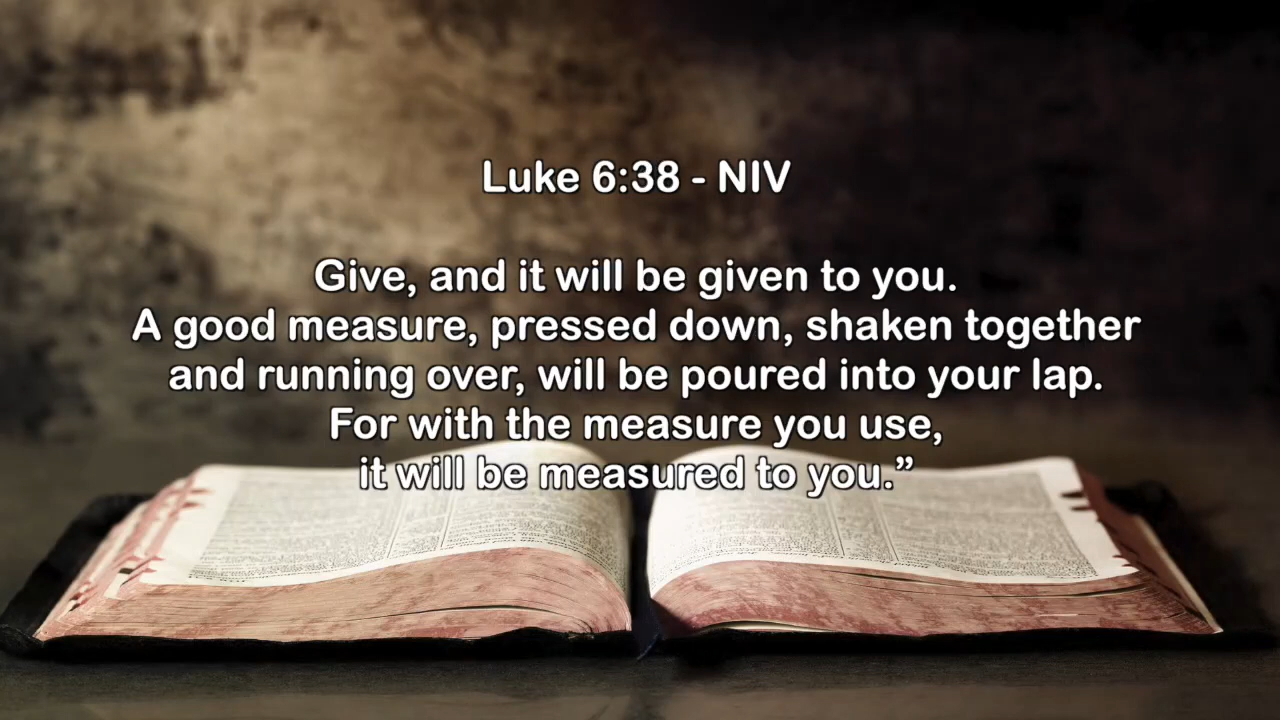 Luke 6:38 - NIV
Give, and it will be given to you.
A good measure, pressed down, shaken together
and running over, will be poured into your lap.
For with the measure you use,
it will be measured to you.”